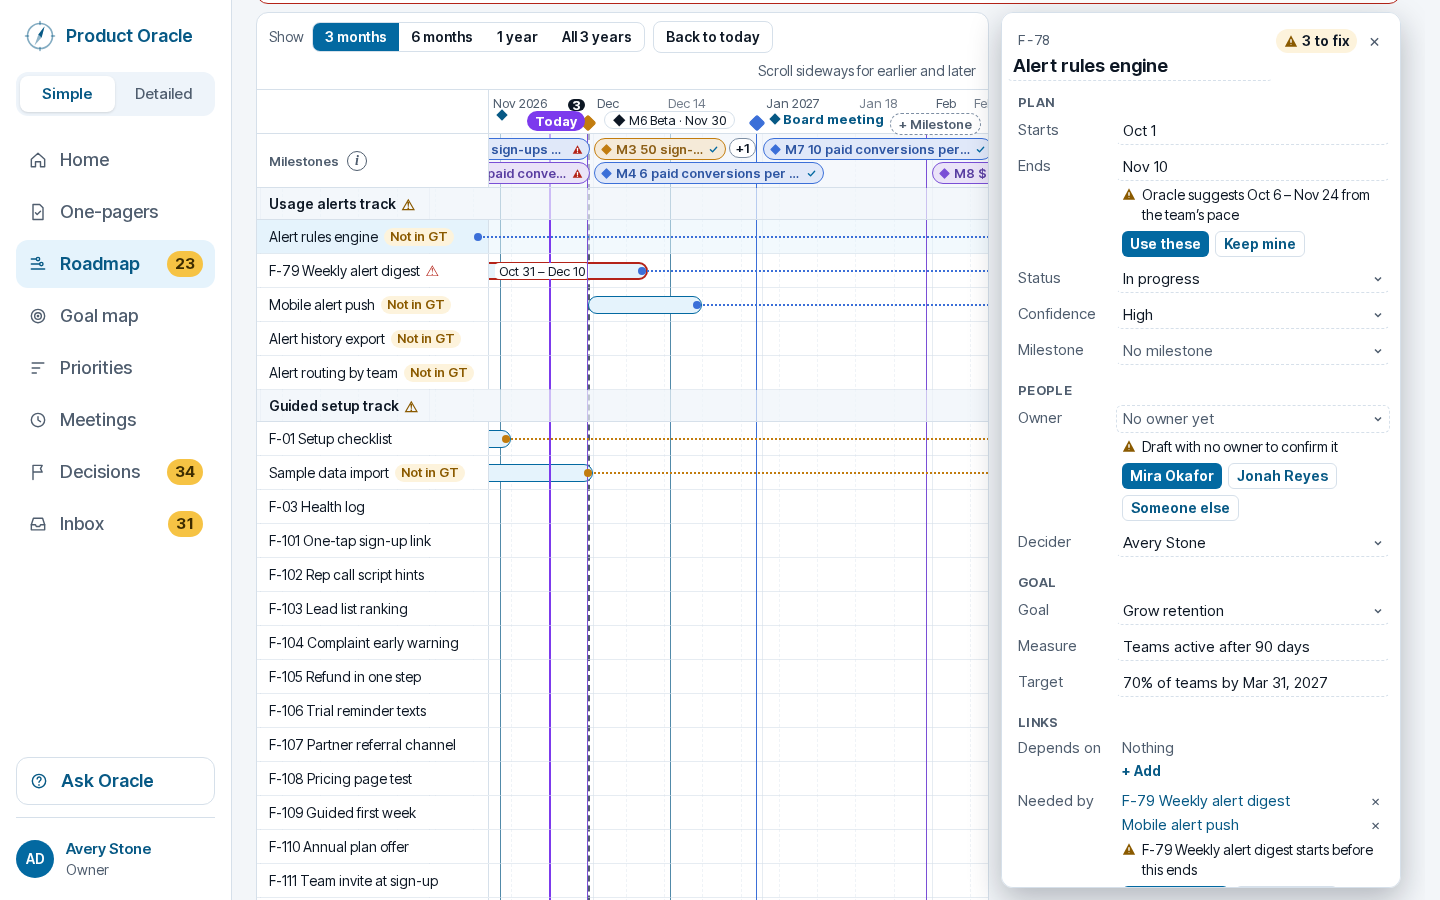 Product Oracle
Simple
Detailed
Home
One-pagers
Roadmap
23
Goal map
Priorities
Meetings
Decisions
34
Inbox
31
Ask Oracle
AD
Avery Stone
Owner
Show
3 months
6 months
1 year
All 3 years
Back to today
Scroll sideways for earlier and later
Nov 2026
3
Dec
Dec 14
Jan 2027
Jan 18
Feb
Fe
Today
M6 Beta · Nov 30
Board meeting
+ Milestone
Milestones
i
sign-ups ...
M3 50 sign-...
+1
M7 10 paid conversions per...
paid conve...
M4 6 paid conversions per ...
M8 $
Usage alerts track
Alert rules engine
Not in GT
F-79 Weekly alert digest
Oct 31 – Dec 10
Mobile alert push
Not in GT
Alert history export
Not in GT
Alert routing by team
Not in GT
Guided setup track
F-01 Setup checklist
Sample data import
Not in GT
F-03 Health log
F-101 One-tap sign-up link
F-102 Rep call script hints
F-103 Lead list ranking
F-104 Complaint early warning
F-105 Refund in one step
F-106 Trial reminder texts
F-107 Partner referral channel
F-108 Pricing page test
F-109 Guided first week
F-110 Annual plan offer
F-111 Team invite at sign-up
F-78
3 to fix
×
Alert rules engine
PLAN
Starts
Oct 1
Ends
Nov 10
Oracle suggests Oct 6 – Nov 24 from
the team’s pace
Use these
Keep mine
Status
In progress
Confidence
High
Milestone
No milestone
PEOPLE
Owner
No owner yet
Draft with no owner to confirm it
Mira Okafor
Jonah Reyes
Someone else
Decider
Avery Stone
GOAL
Goal
Grow retention
Measure
Teams active after 90 days
Target
70% of teams by Mar 31, 2027
LINKS
Depends on
Nothing
+ Add
Needed by
F-79 Weekly alert digest
×
Mobile alert push
×
F-79 Weekly alert digest starts before
this ends